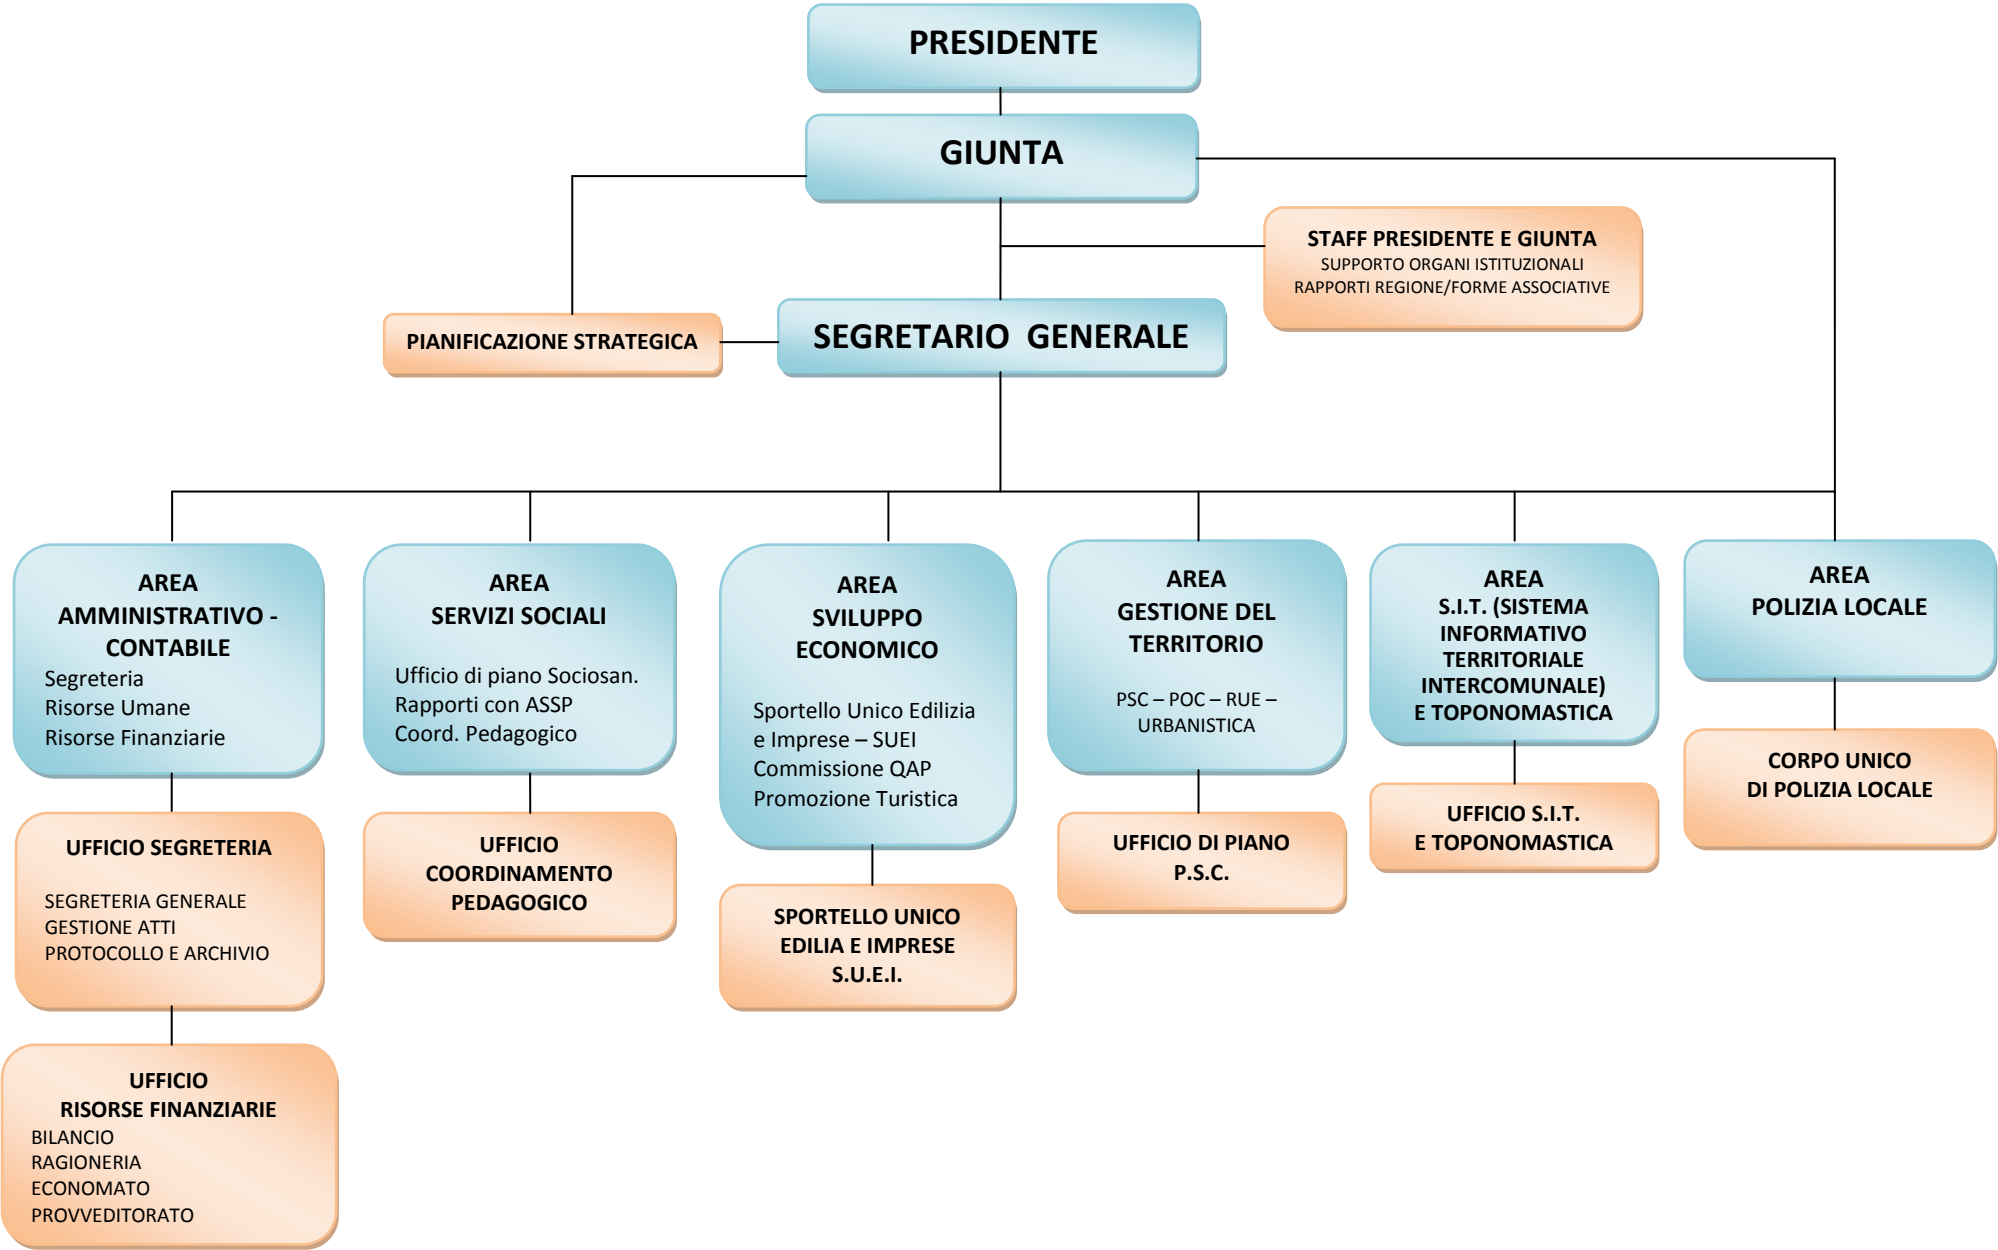 PRESIDENTE
GIUNTA
STAFF PRESIDENTE E GIUNTA
SUPPORTO ORGANI ISTITUZIONALI
RAPPORTI REGIONE/FORME ASSOCIATIVE
PIANIFICAZIONE STRATEGICA
SEGRETARIO GENERALE
AREA
AMMINISTRATIVO -
CONTABILE
Segreteria
Risorse Umane
Risorse Finanziarie
AREA
SERVIZI SOCIALI
Ufficio di piano Sociosan.
Rapporti con ASSP
Coord. Pedagogico
AREA
SVILUPPO
ECONOMICO
Sportello Unico Edilizia
e Imprese – SUEI
Commissione QAP
Promozione Turistica
AREA
GESTIONE DEL
TERRITORIO
PSC – POC – RUE –
URBANISTICA
AREA
S.I.T. (SISTEMA
INFORMATIVO
TERRITORIALE
INTERCOMUNALE)
E TOPONOMASTICA
AREA
POLIZIA LOCALE
UFFICIO SEGRETERIA
SEGRETERIA GENERALE
GESTIONE ATTI
PROTOCOLLO E ARCHIVIO
UFFICIO
COORDINAMENTO
PEDAGOGICO
SPORTELLO UNICO
EDILIA E IMPRESE
S.U.E.I.
UFFICIO DI PIANO
P.S.C.
UFFICIO S.I.T.
E TOPONOMASTICA
CORPO UNICO
DI POLIZIA LOCALE
UFFICIO
RISORSE FINANZIARIE
BILANCIO
RAGIONERIA
ECONOMATO
PROVVEDITORATO